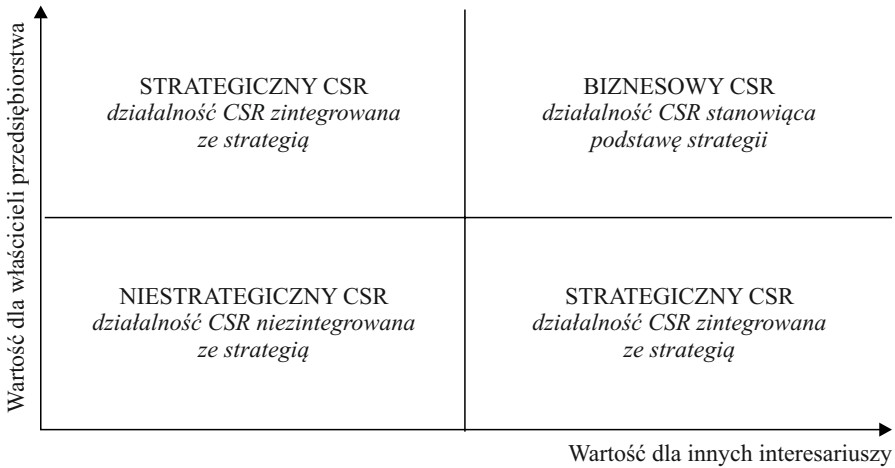 Wartość dla właścicieli przedsiębiorstwa
STRATEGICZNY CSR
działalność CSR zintegrowana
ze strategią
BIZNESOWY CSR
działalność CSR stanowiąca
podstawę strategii
NIESTRATEGICZNY CSR
działalność CSR niezintegrowana
ze strategią
STRATEGICZNY CSR
działalność CSR zintegrowana
ze strategią
Wartość dla innych interesariuszy